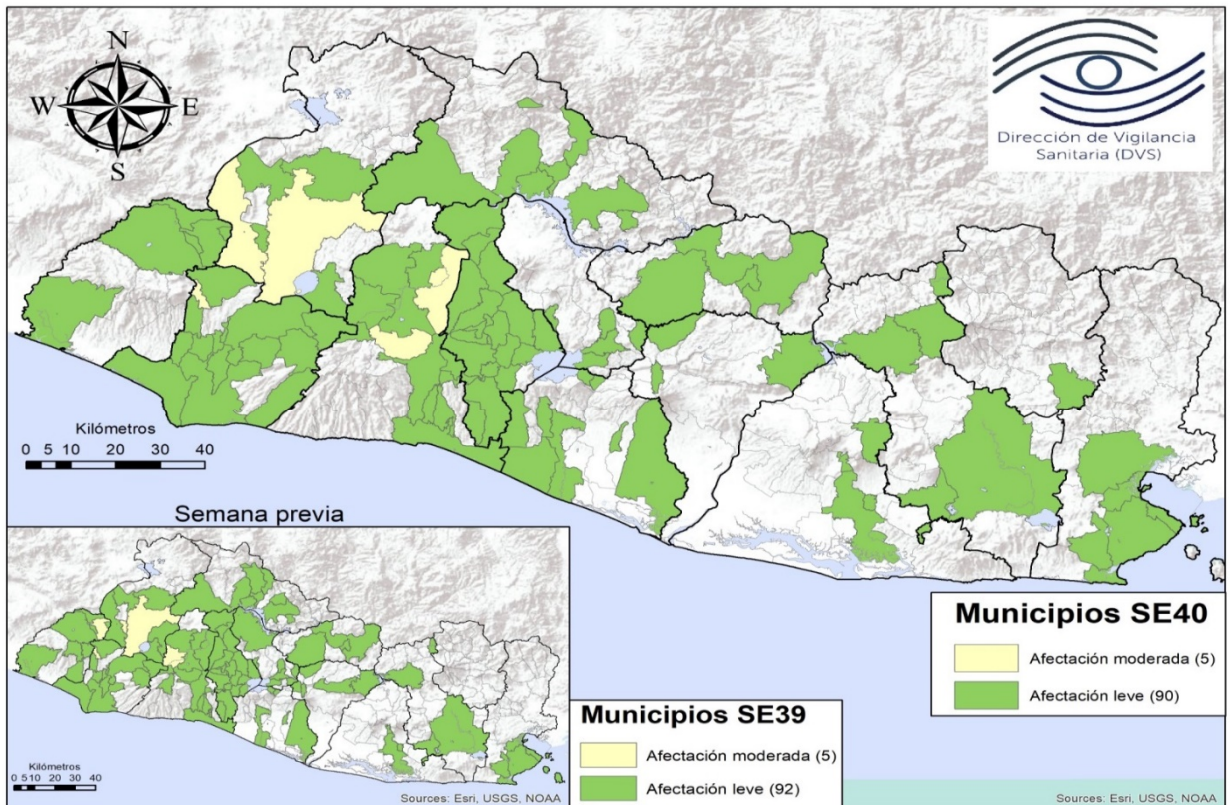 N
W E
S
Dirección de Vigilancia
Sanitaria (DVS)
Kilómetros
0 5 10 20 30 40
Semana previa
Kilómetros
0 5 10 20 30 40
Sources: Esri, USGS, NOAA
Municipios SE39
Afectación moderada (5)
Afectación leve (92)
Municipios SE40
Afectación moderada (5)
Afectación leve (90)
Sources: Esri, USGS, NOAA